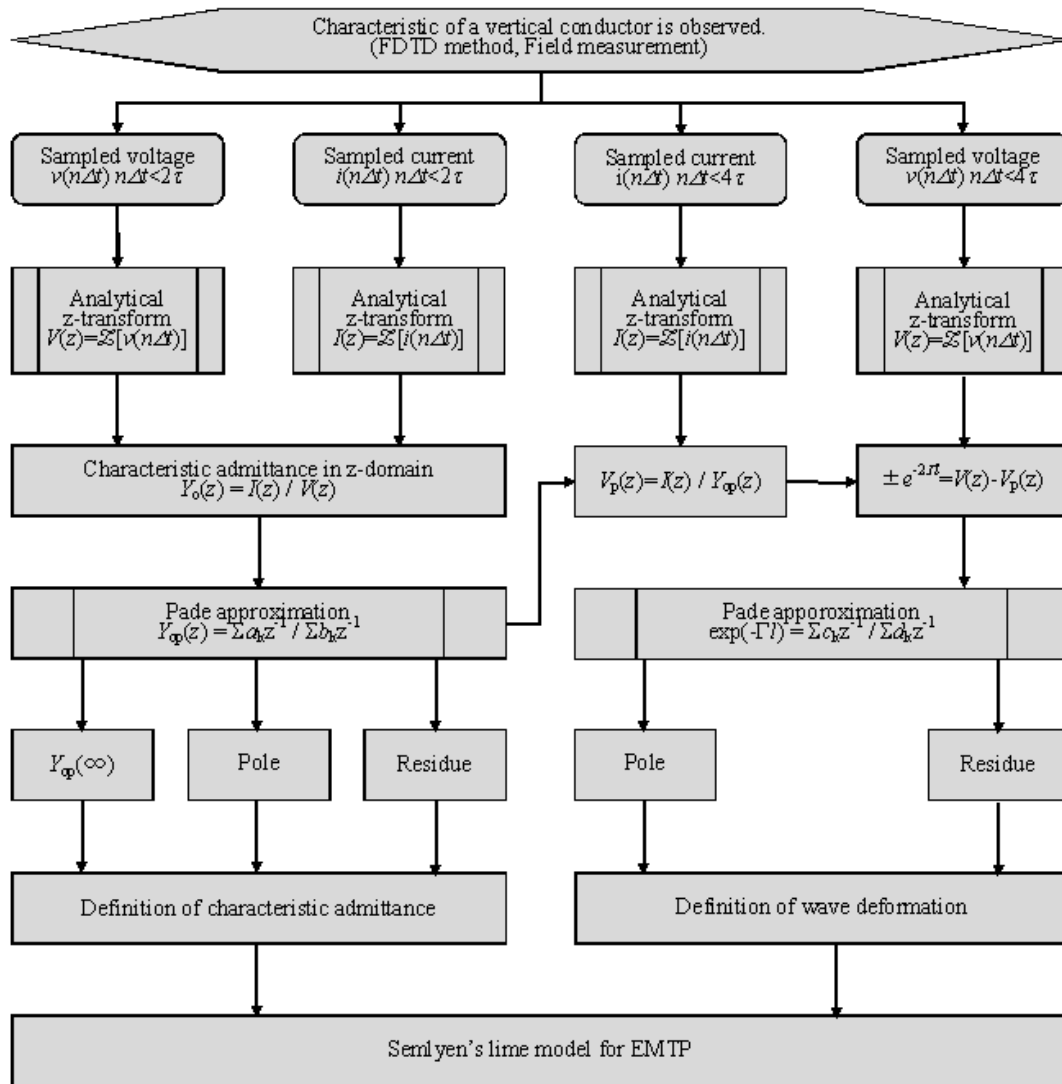 Characteristic of a vertical conductor is observed.
(FDTD method, Field measurement)
Sampled voltage
v(nΔt) nΔt<2τ
Sampled current
i(nΔt) nΔt<2τ
Sampled current
i(nΔt) nΔt<4τ
Sampled voltage
v(nΔt) nΔt<4τ
Analytical
z-transform
V(z)=𝒵[v(nΔt)]
Analytical
z-transform
I(z)=𝒵[i(nΔt)]
Analytical
z-transform
I(z)=𝒵[i(nΔt)]
Analytical
z-transform
V(z)=𝒵[v(nΔt)]
Characteristic admittance in z-domain
Yo(z) = I(z) / V(z)
Vp(z)=I(z) / Yop(z)
± e^-2Γl=V(z)-Vp(z)
Pade approximation
Yop(z) = Σakz^-1 / Σbkz^-1
Pade apporoximation
exp(-Γl) = Σckz^-1 / Σdkz^-1
Yop(∞)
Pole
Residue
Pole
Residue
Definition of characteristic admittance
Definition of wave deformation
Semlyen's lime model for EMTP